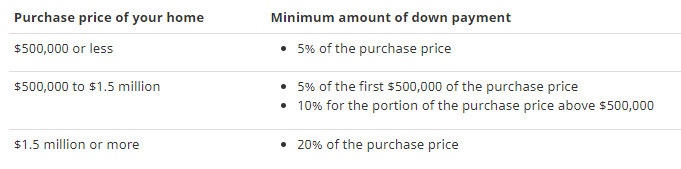 Purchase price of your home Minimum amount of down payment
$500,000 or less • 5% of the purchase price
$500,000 to $1.5 million • 5% of the first $500,000 of the purchase price
• 10% for the portion of the purchase price above $500,000
$1.5 million or more • 20% of the purchase price